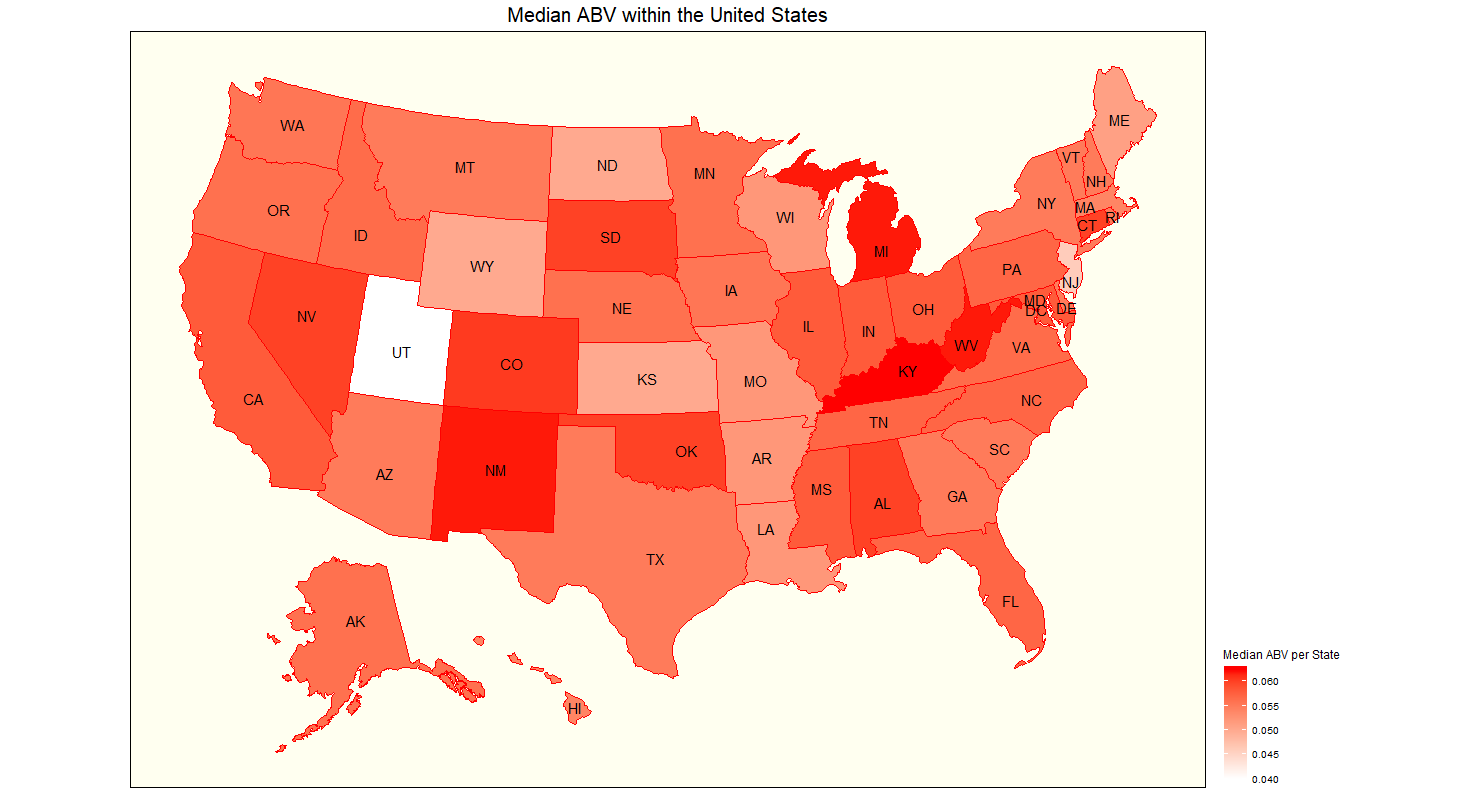 Median ABV within the United States
ME
WA
VT
MT
ND
MN
NH
NY
MA
OR
WI
RI
CT
ID
SD
MI
WY
PA
NJ
IA
MD
NE
DE
DC
OH
NV
IL
IN
WV
VA
UT
CO
KY
KS
MO
CA
NC
TN
OK
SC
AR
NM
AZ
MS
GA
AL
LA
TX
FL
AK
HI
Median ABV per State
0.060
0.055
0.050
0.045
0.040